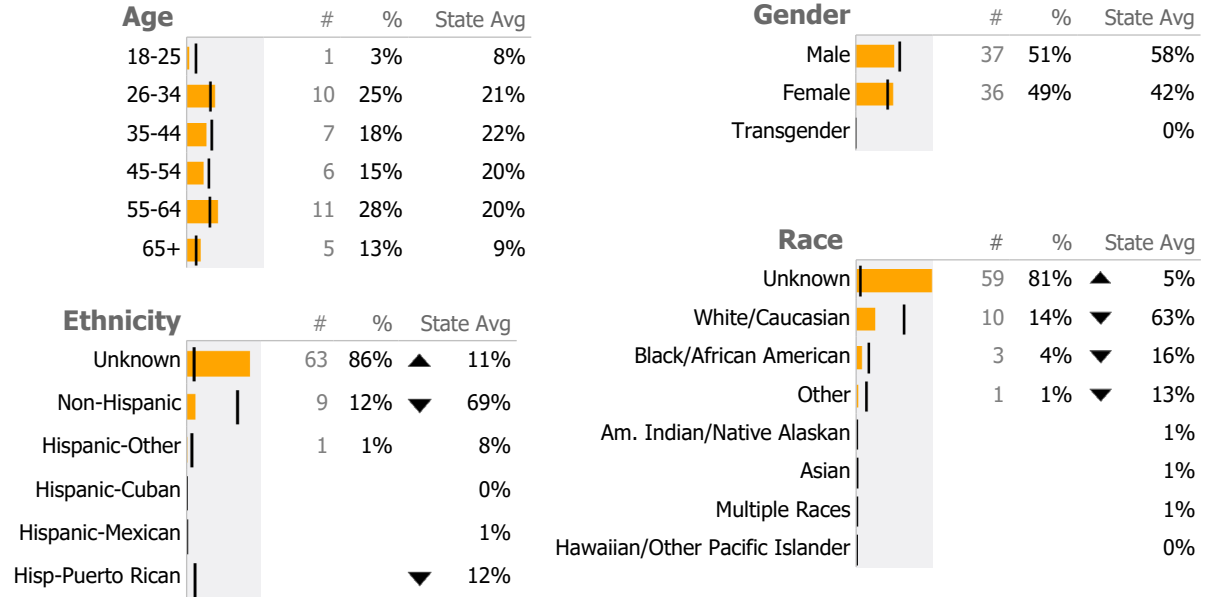 Age # % State Avg
18-25 1 3% 8%
26-34 10 25% 21%
35-44 7 18% 22%
45-54 6 15% 20%
55-64 11 28% 20%
65+ 5 13% 9%
Ethnicity # % State Avg
Unknown 63 86% ▲ 11%
Non-Hispanic 9 12% ▼ 69%
Hispanic-Other 1 1% 8%
Hispanic-Cuban 0%
Hispanic-Mexican 1%
Hisp-Puerto Rican ▼ 12%
Gender # % State Avg
Male 37 51% 58%
Female 36 49% 42%
Transgender 0%
Race # % State Avg
Unknown 59 81% ▲ 5%
White/Caucasian 10 14% ▼ 63%
Black/African American 3 4% ▼ 16%
Other 1 1% ▼ 13%
Am. Indian/Native Alaskan 1%
Asian 1%
Multiple Races 1%
Hawaiian/Other Pacific Islander 0%